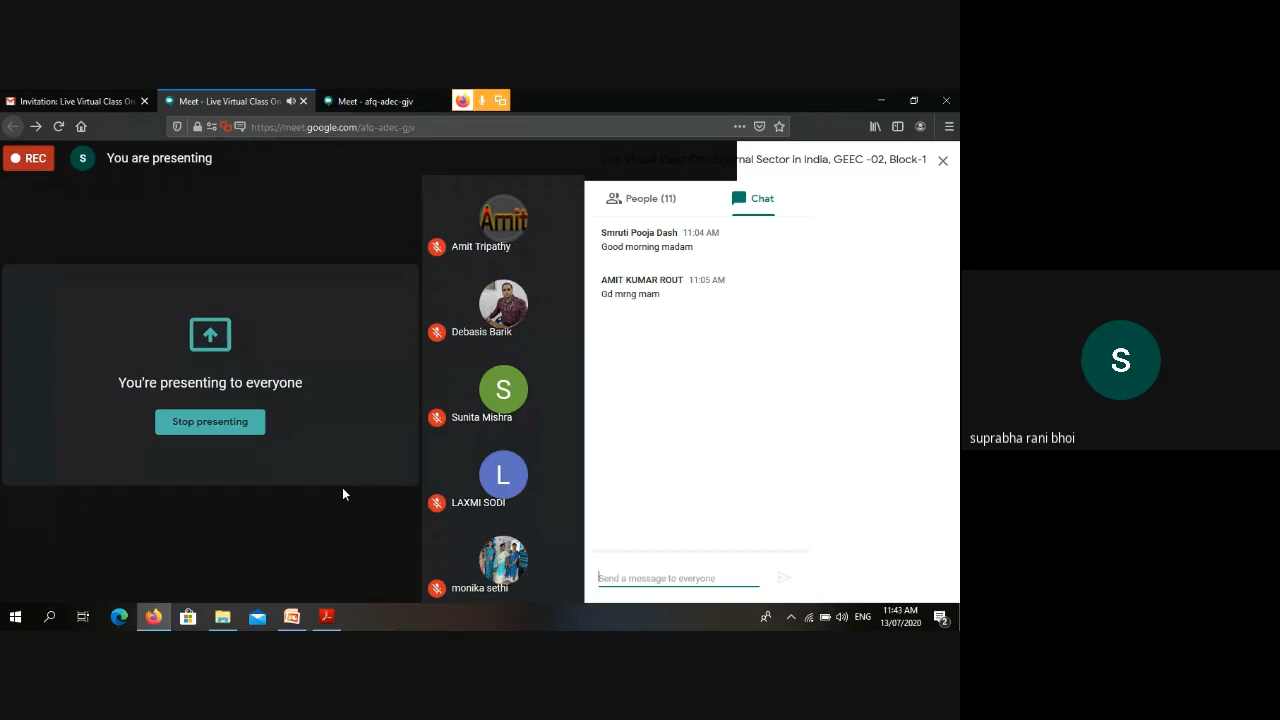 Invitation: Live Virtual Class On
Meet - Live Virtual Class On
Meet - afq-adec-gjv
https://meet.google.com/afq-adec-gjv
REC
S
You are presenting
Live Virtual Class On : External Sector in India, GEEC -02, Block-1
People (11)
Chat
Smruti Pooja Dash 11:04 AM
Good morning madam
AMIT KUMAR ROUT 11:05 AM
Gd mrng mam
Send a message to everyone
You're presenting to everyone
Stop presenting
Amit
Amit Tripathy
Debasis Barik
S
Sunita Mishra
L
LAXMI SODI
monika sethi
S
suprabha rani bhoi
ENG
11:43 AM
13/07/2020
2